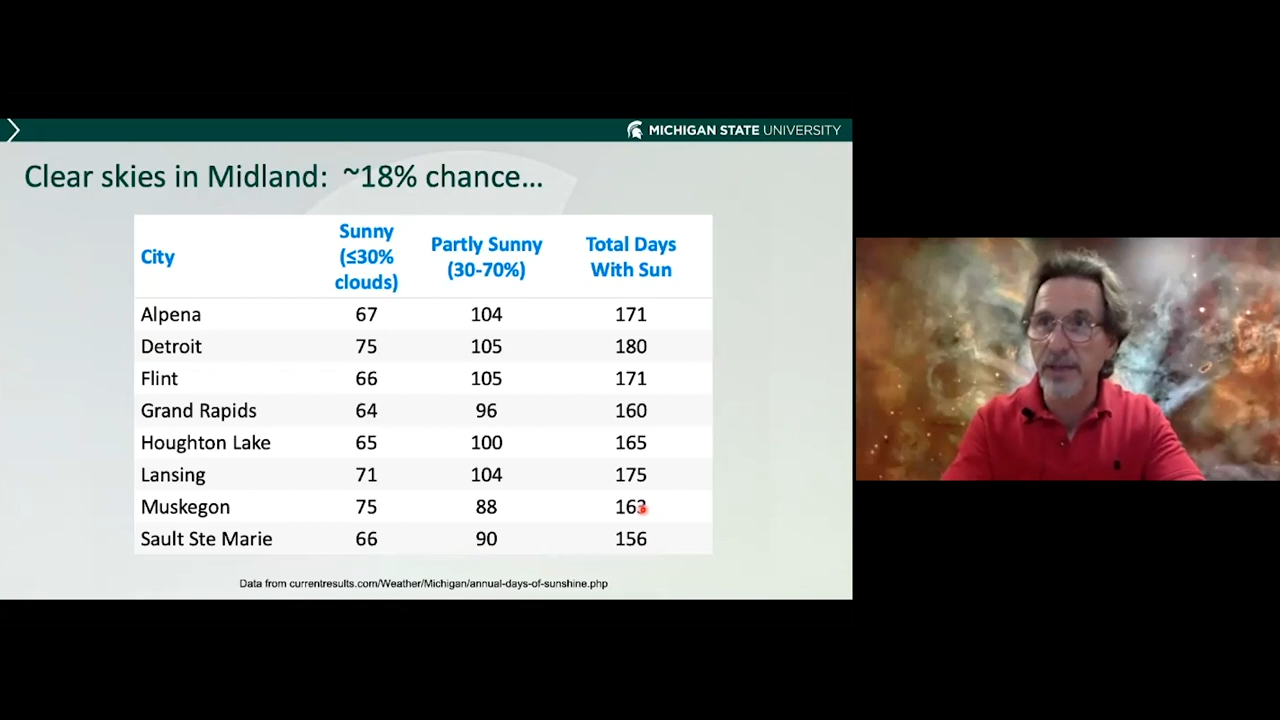 MICHIGAN STATE UNIVERSITY
Clear skies in Midland: ~18% chance...
City Sunny (≤30% clouds) Partly Sunny (30-70%) Total Days With Sun
Alpena 67 104 171
Detroit 75 105 180
Flint 66 105 171
Grand Rapids 64 96 160
Houghton Lake 65 100 165
Lansing 71 104 175
Muskegon 75 88 163
Sault Ste Marie 66 90 156
Data from currentresults.com/Weather/Michigan/annual-days-of-sunshine.php